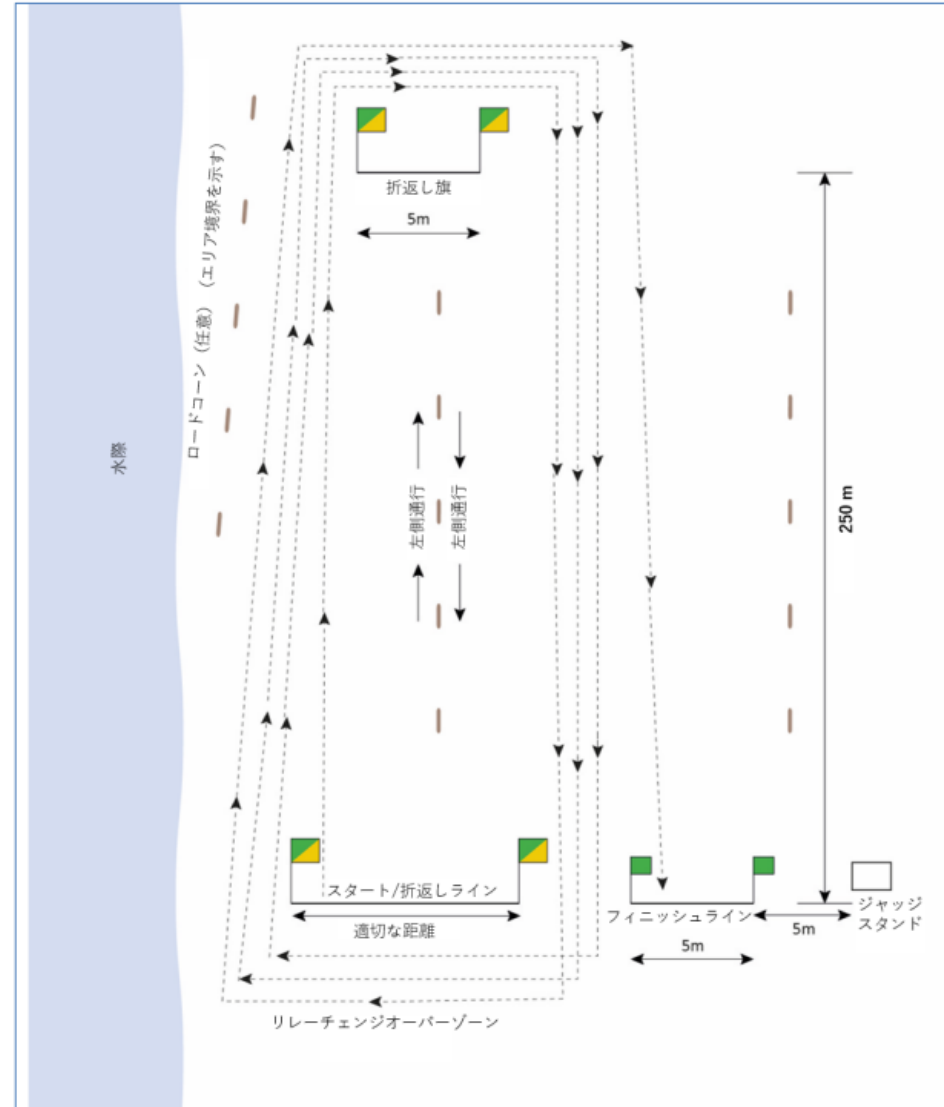 折返し旗
5m
ロードコーン（任意）（エリア境界を示す）
水際
左側通行
左側通行
250 m
スタート/折返しライン
適切な距離
フィニッシュライン
5m
5m
ジャッジ
スタンド
リレーチェンジオーバーゾーン